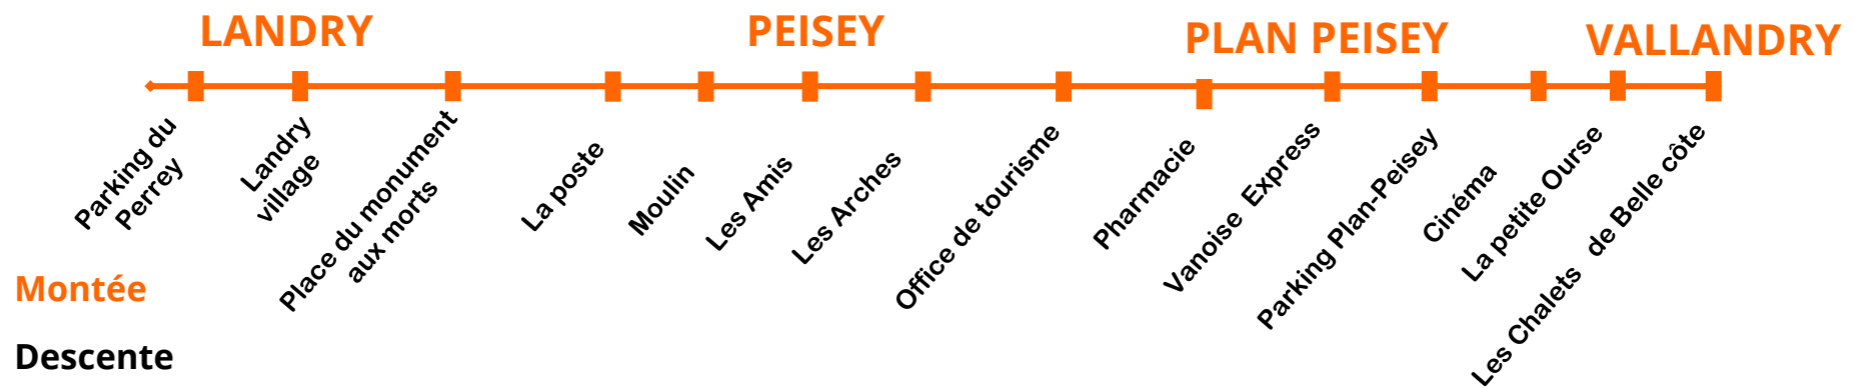 LANDRY
PEISEY
PLAN PEISEY
VALLANDRY
Parking du
Perrey
Landry
village
Place du monument
aux morts
La poste
Moulin
Les Amis
Les Arches
Office de tourisme
Pharmacie
Vanoise Express
Parking Plan-Peisey
Cinéma
La petite Ourse
Les Chalets de Belle côte
Montée
Descente